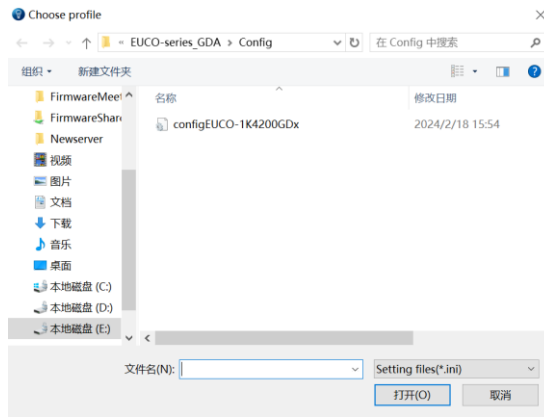 Choose profile
« EUCO-series_GDA > Config
在 Config 中搜索
组织
新建文件夹
FirmwareMeet
FirmwareShare
Newserver
视频
图片
文档
下载
音乐
桌面
本地磁盘 (C:)
本地磁盘 (D:)
本地磁盘 (E:)
名称
修改日期
configEUCO-1K4200GDx
2024/2/18 15:54
文件名(N):
Setting files(*.ini)
打开(O)
取消